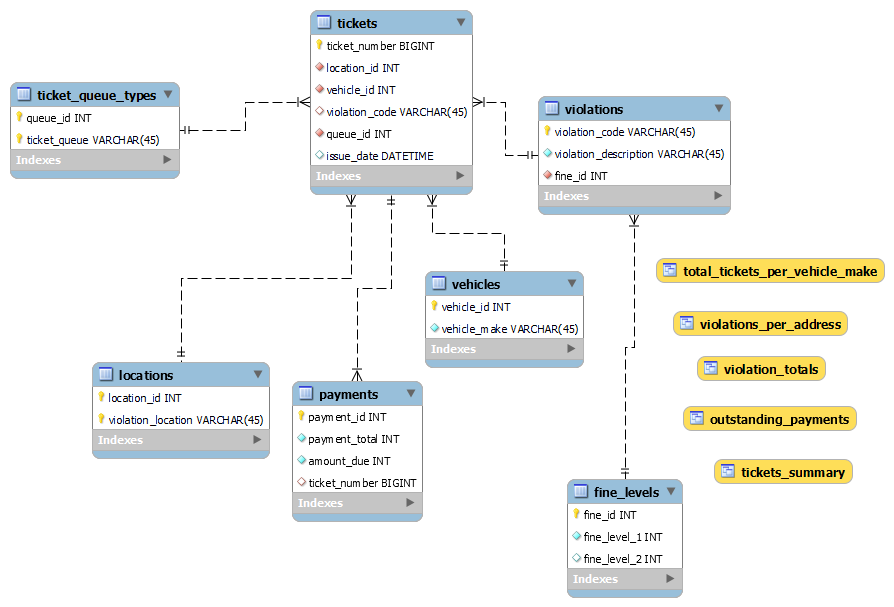 tickets
ticket_number BIGINT
location_id INT
vehicle_id INT
violation_code VARCHAR(45)
queue_id INT
issue_date DATETIME
Indexes
ticket_queue_types
queue_id INT
ticket_queue VARCHAR(45)
Indexes
violations
violation_code VARCHAR(45)
violation_description VARCHAR(45)
fine_id INT
Indexes
vehicles
vehicle_id INT
vehicle_make VARCHAR(45)
Indexes
locations
location_id INT
violation_location VARCHAR(45)
Indexes
payments
payment_id INT
payment_total INT
amount_due INT
ticket_number BIGINT
Indexes
fine_levels
fine_id INT
fine_level_1 INT
fine_level_2 INT
Indexes
total_tickets_per_vehicle_make
violations_per_address
violation_totals
outstanding_payments
tickets_summary